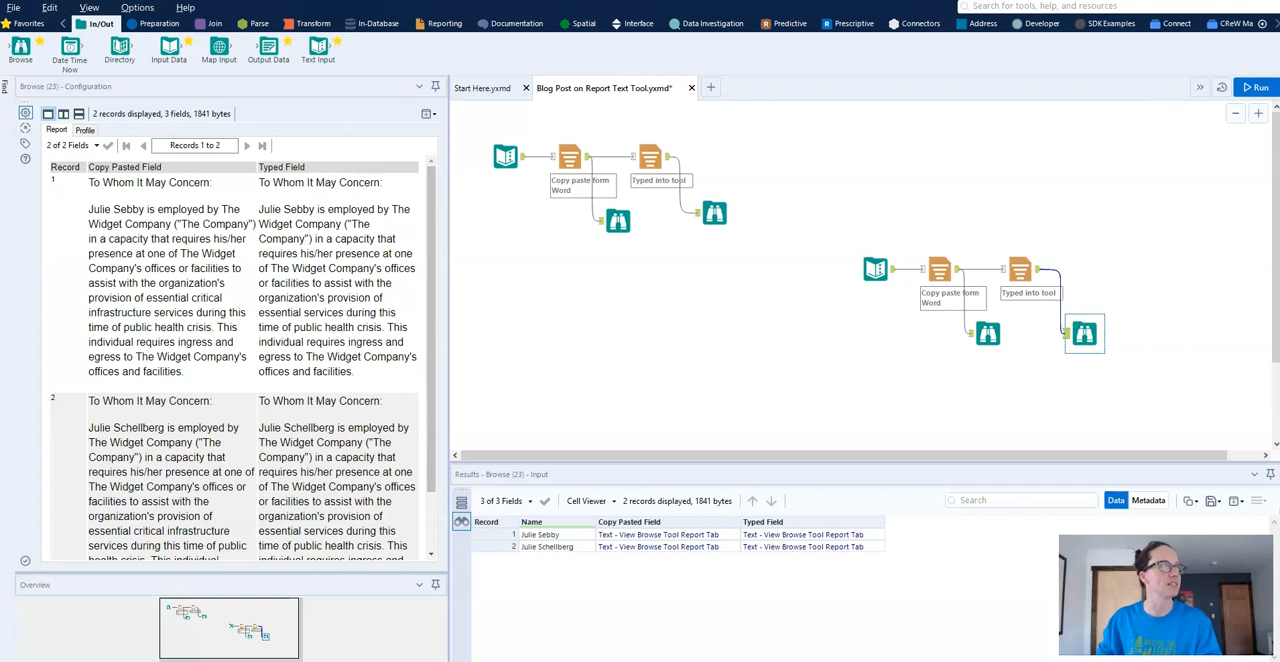 File Edit View Options Help
Search for tools, help, and resources
Favorites In/Out Preparation Join Parse Transform In-Database Reporting Documentation Spatial Interface Data Investigation Predictive Prescriptive Connectors Address Developer SDK Examples Connect CReW Ma
Browse Date Time Now Directory Input Data Map Input Output Data Text Input
Find
Browse (23) - Configuration
Start Here.yxmd Blog Post on Report Text Tool.yxmd*
Run
2 records displayed, 3 fields, 1841 bytes
Report Profile
2 of 2 Fields Records 1 to 2
Record Copy Pasted Field Typed Field
1
To Whom It May Concern:
Julie Sebby is employed by The
Widget Company ("The Company")
in a capacity that requires his/her
presence at one of The Widget
Company's offices or facilities to
assist with the organization's
provision of essential critical
infrastructure services during this
time of public health crisis. This
individual requires ingress and
egress to The Widget Company's
offices and facilities.
To Whom It May Concern:
Julie Sebby is employed by The
Widget Company ("The
Company") in a capacity that
requires his/her presence at one
of The Widget Company's offices
or facilities to assist with the
organization's provision of
essential services during this
time of public health crisis. This
individual requires ingress and
egress to The Widget Company's
offices and facilities.
2
To Whom It May Concern:
Julie Schellberg is employed by
The Widget Company ("The
Company") in a capacity that
requires his/her presence at one of
The Widget Company's offices or
facilities to assist with the
organization's provision of
essential critical infrastructure
services during this time of public
health crisis. This individual
To Whom It May Concern:
Julie Schellberg is employed by
The Widget Company ("The
Company") in a capacity that
requires his/her presence at one
of The Widget Company's offices
or facilities to assist with the
organization's provision of
essential services during this
time of public health crisis. This
individual requires ingress and
Copy paste form
Word
Typed into tool
Copy paste form
Word
Typed into tool
Overview
Results - Browse (23) - Input
3 of 3 Fields Cell Viewer 2 records displayed, 1841 bytes Search Data Metadata
Record Name Copy Pasted Field Typed Field
1 Julie Sebby Text - View Browse Tool Report Tab Text - View Browse Tool Report Tab
2 Julie Schellberg Text - View Browse Tool Report Tab Text - View Browse Tool Report Tab